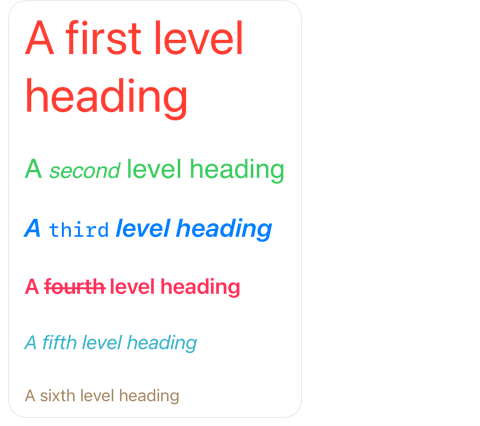 A first level
heading
A second level heading
A third level heading
A fourth level heading
A fifth level heading
A sixth level heading